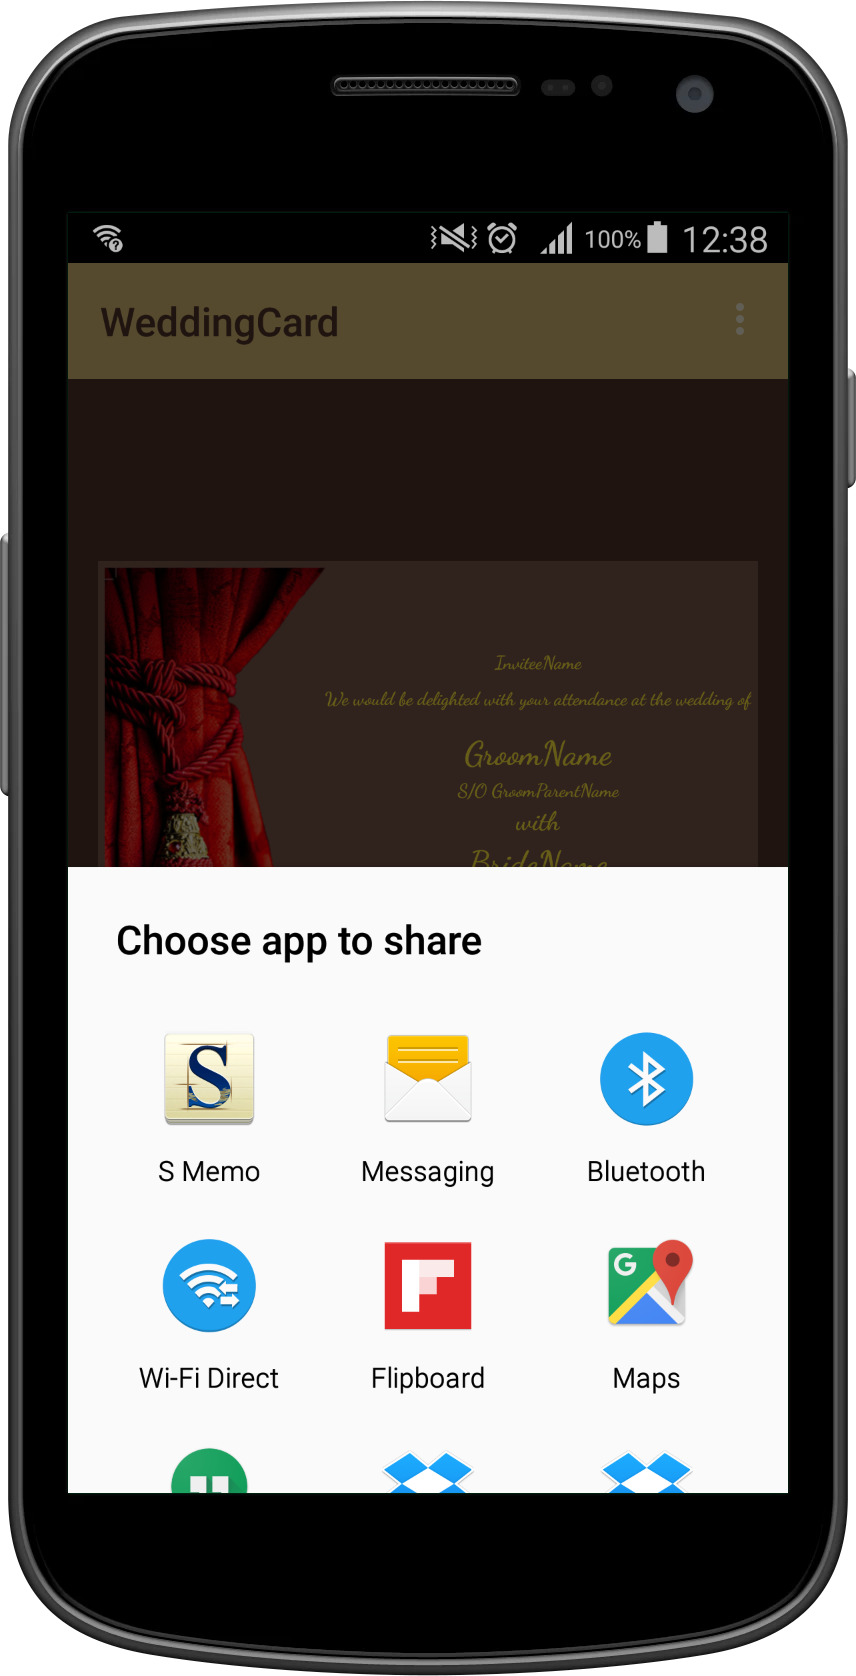 100% 12:38
WeddingCard
InviteeName
We would be delighted with your attendance at the wedding of
GroomName
S/O GroomParentName
with
BrideName
Choose app to share
S Memo Messaging Bluetooth
Wi-Fi Direct Flipboard Maps